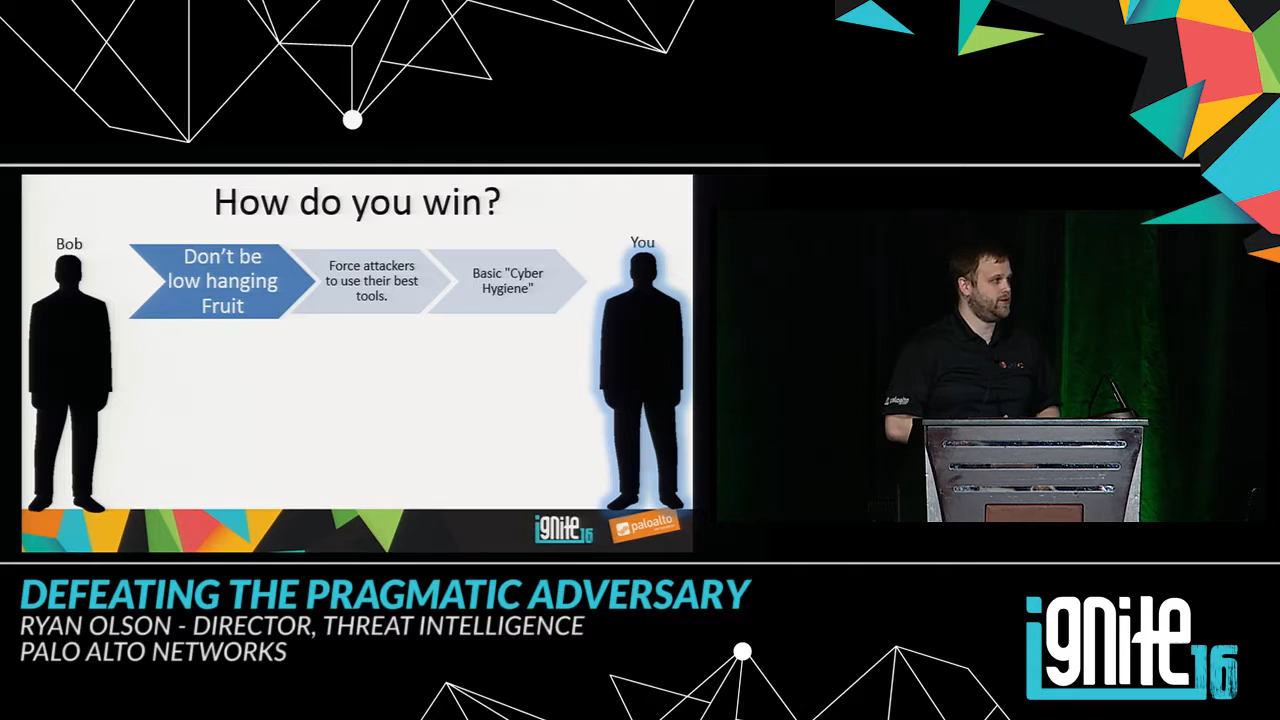 How do you win?
Bob
Don't be
low hanging
Fruit
Force attackers
to use their best
tools.
Basic "Cyber
Hygiene"
You
ignite16
paloalto
paloalto
DEFEATING THE PRAGMATIC ADVERSARY
RYAN OLSON - DIRECTOR, THREAT INTELLIGENCE
PALO ALTO NETWORKS
ignite16